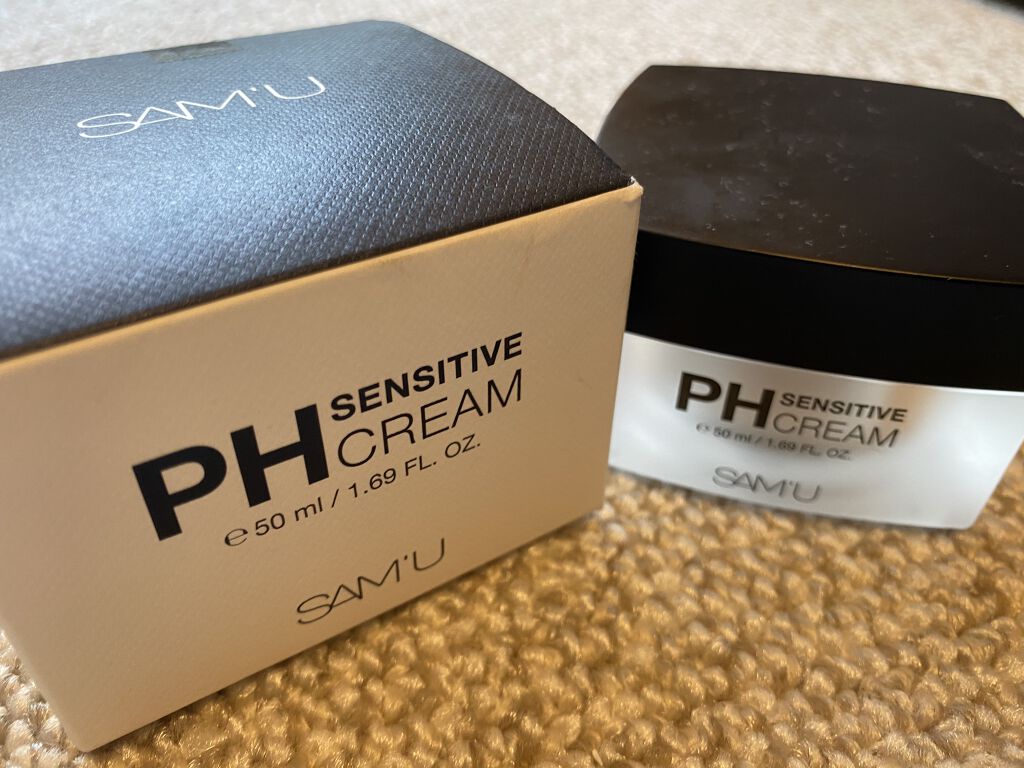 SAM'U
PH SENSITIVE
CREAM
℮ 50 ml / 1.69 FL. OZ.
SAM'U
PH SENSITIVE
CREAM
℮ 50 ml / 1.69 FL. OZ.
SAM'U